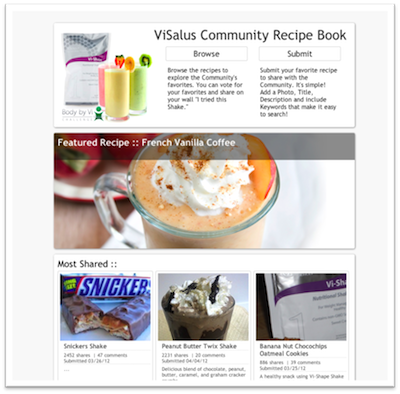 ViSalus Community Recipe Book
Browse
Submit
Browse the recipes to
explore the Community's
favorites. You can vote for
your favorites and share on
your wall "I tried this
Shake."
Submit your favorite recipe
to share with the
Community. It's simple!
Add a Photo, Title,
Description and include
Keywords that make it easy
to search!
Body by Vi
Featured Recipe :: French Vanilla Coffee
Most Shared ::
SNICKERS
Vi-Shape
Snickers Shake
2452 shares | 47 comments
Submitted 03/26/12
...
Peanut Butter Twix Shake
2231 shares | 20 comments
Submitted 04/04/12
Delicious blend of chocolate, peanut,
butter, caramel, and graham cracker
Banana Nut Chocochips
Oatmeal Cookies
886 shares | 39 comments
Submitted 03/25/12
A healthy snack using Vi-Shape Shake